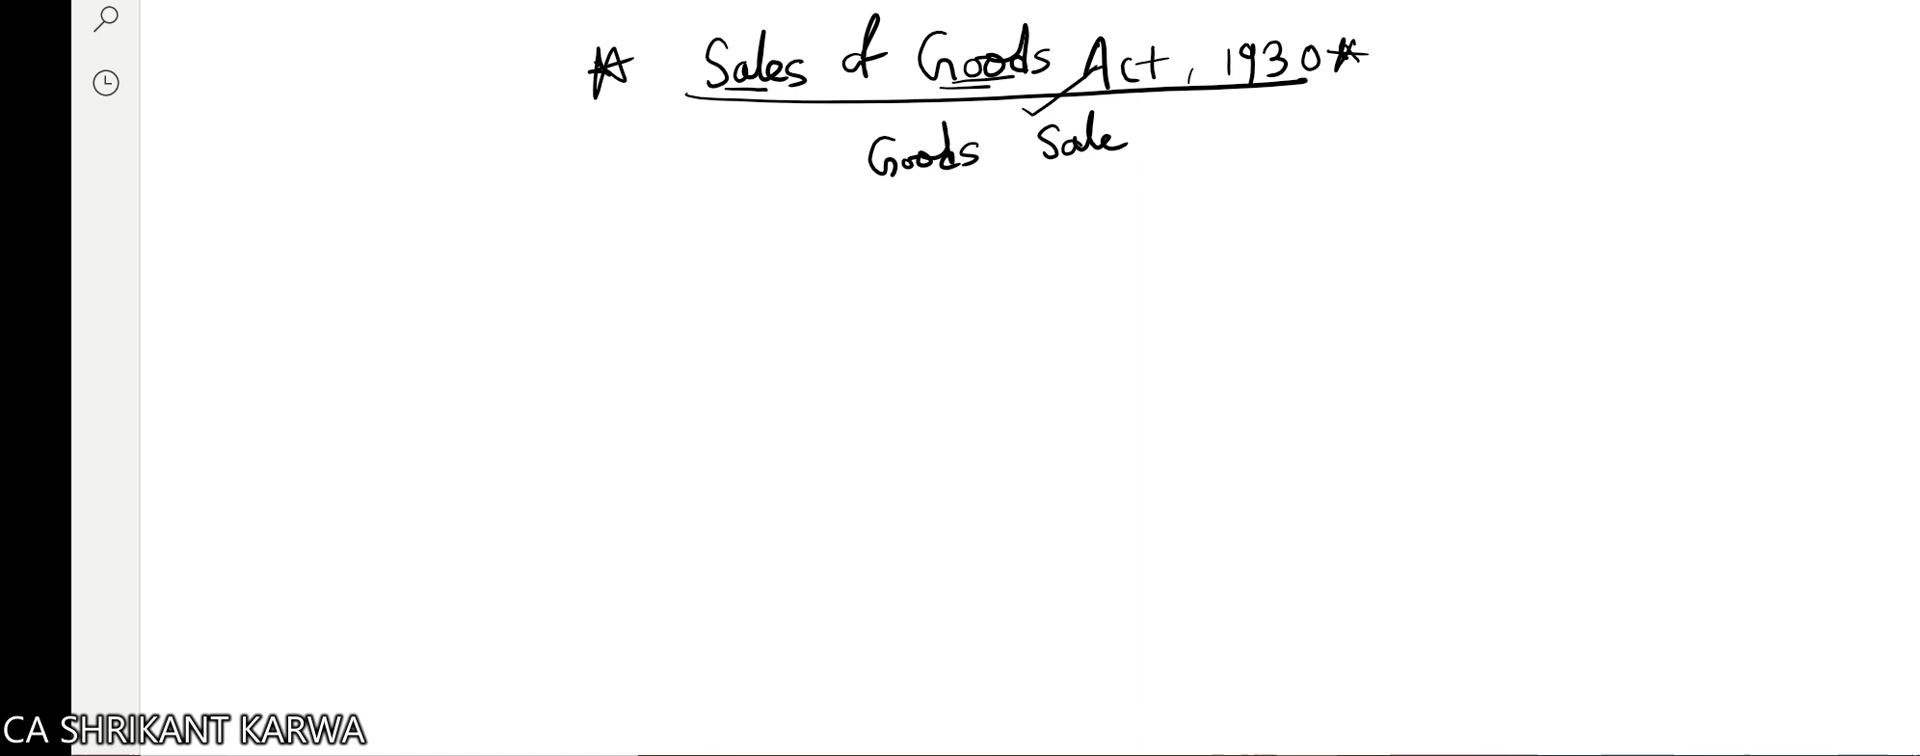 * Sales of Goods Act, 1930 *
Goods Sale
CA SHRIKANT KARWA